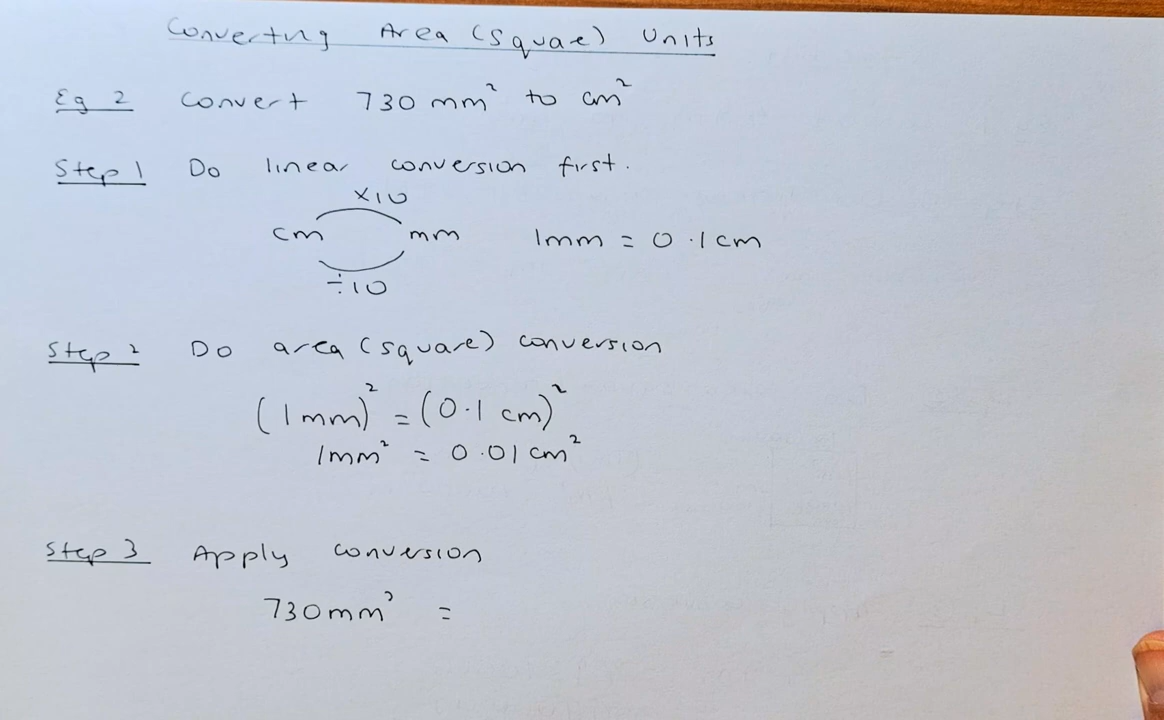 Converting Area (Square) Units
Eg 2 Convert 730 mm² to cm²
Step 1 Do linear conversion first.
×10
cm mm 1mm = 0.1cm
÷10
Step 2 Do area (square) conversion
(1mm)² = (0.1 cm)²
1mm² = 0.01 cm²
Step 3 Apply conversion
730mm² =